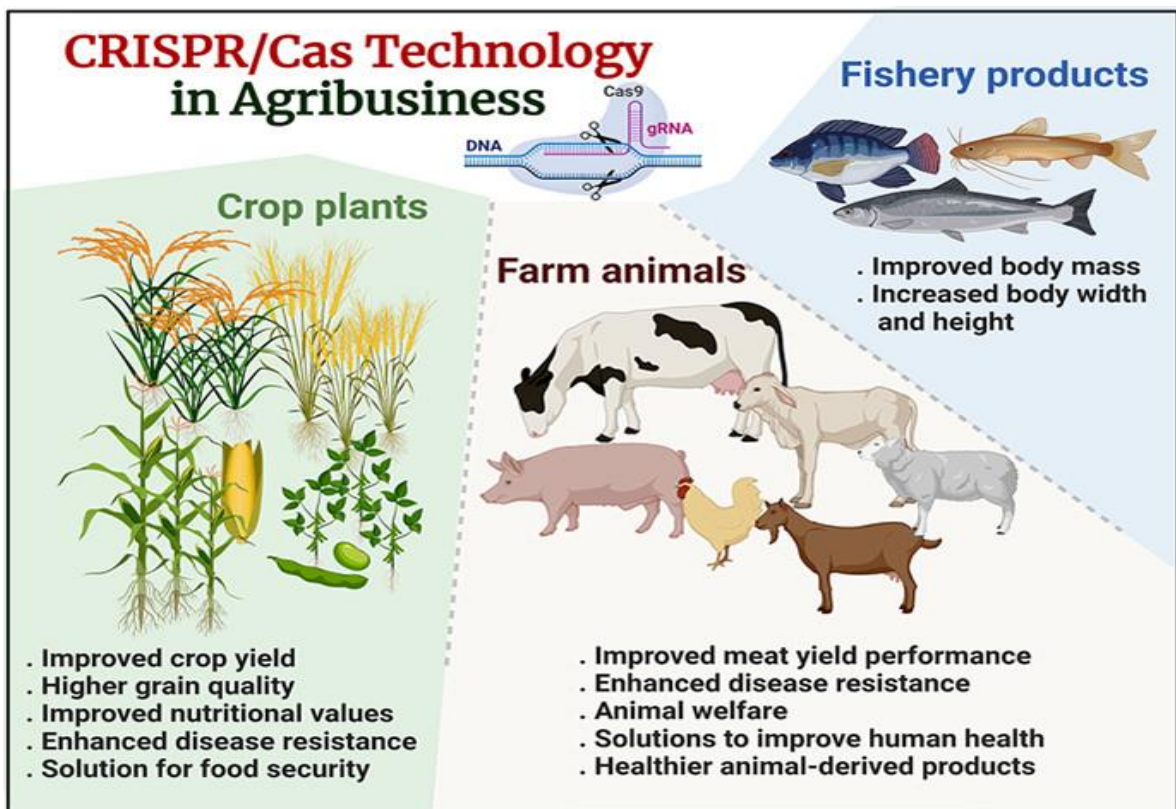 CRISPR/Cas Technology
in Agribusiness
Cas9
gRNA
DNA
Fishery products
. Improved body mass
. Increased body width
and height
Crop plants
. Improved crop yield
. Higher grain quality
. Improved nutritional values
. Enhanced disease resistance
. Solution for food security
Farm animals
. Improved meat yield performance
. Enhanced disease resistance
. Animal welfare
. Solutions to improve human health
. Healthier animal-derived products